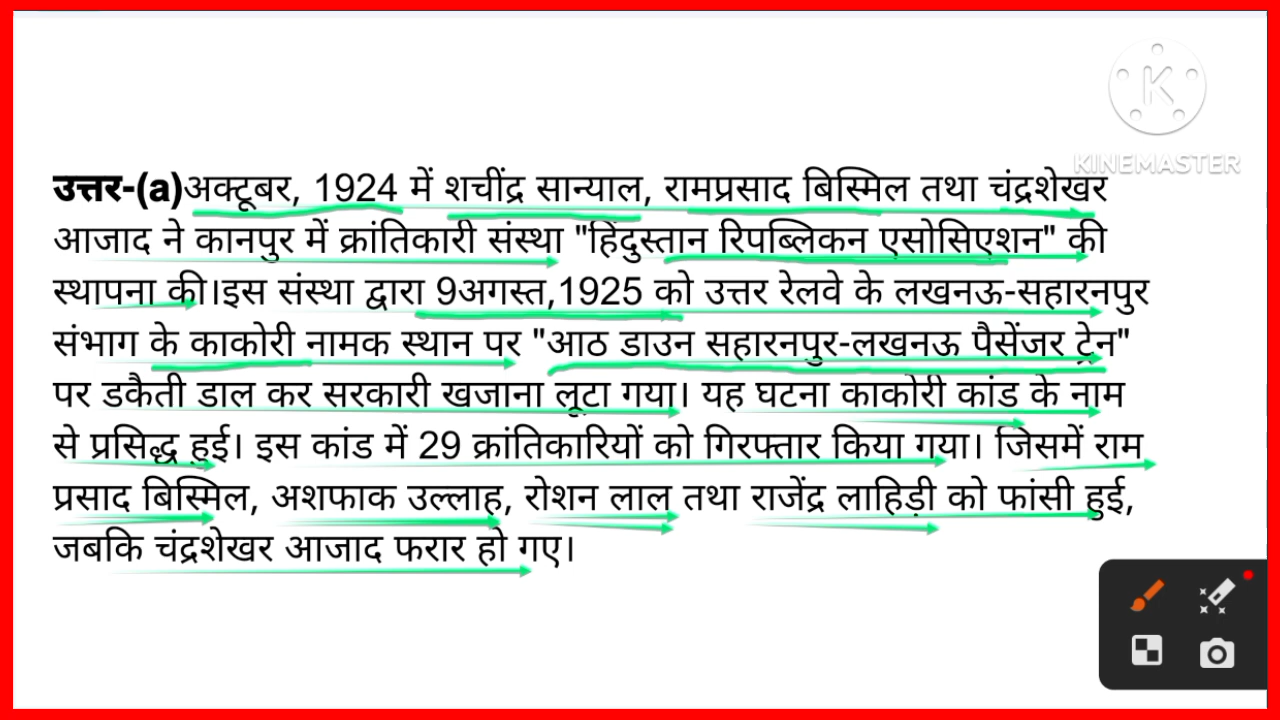 KINEMASTER
उत्तर-(a)अक्टूबर, 1924 में शचींद्र सान्याल, रामप्रसाद बिस्मिल तथा चंद्रशेखर
आजाद ने कानपुर में क्रांतिकारी संस्था "हिंदुस्तान रिपब्लिकन एसोसिएशन" की
स्थापना की।इस संस्था द्वारा 9अगस्त,1925 को उत्तर रेलवे के लखनऊ-सहारनपुर
संभाग के काकोरी नामक स्थान पर "आठ डाउन सहारनपुर-लखनऊ पैसेंजर ट्रेन"
पर डकैती डाल कर सरकारी खजाना लूटा गया। यह घटना काकोरी कांड के नाम
से प्रसिद्ध हुई। इस कांड में 29 क्रांतिकारियों को गिरफ्तार किया गया। जिसमें राम
प्रसाद बिस्मिल, अशफाक उल्लाह, रोशन लाल तथा राजेंद्र लाहिड़ी को फांसी हुई,
जबकि चंद्रशेखर आजाद फरार हो गए।